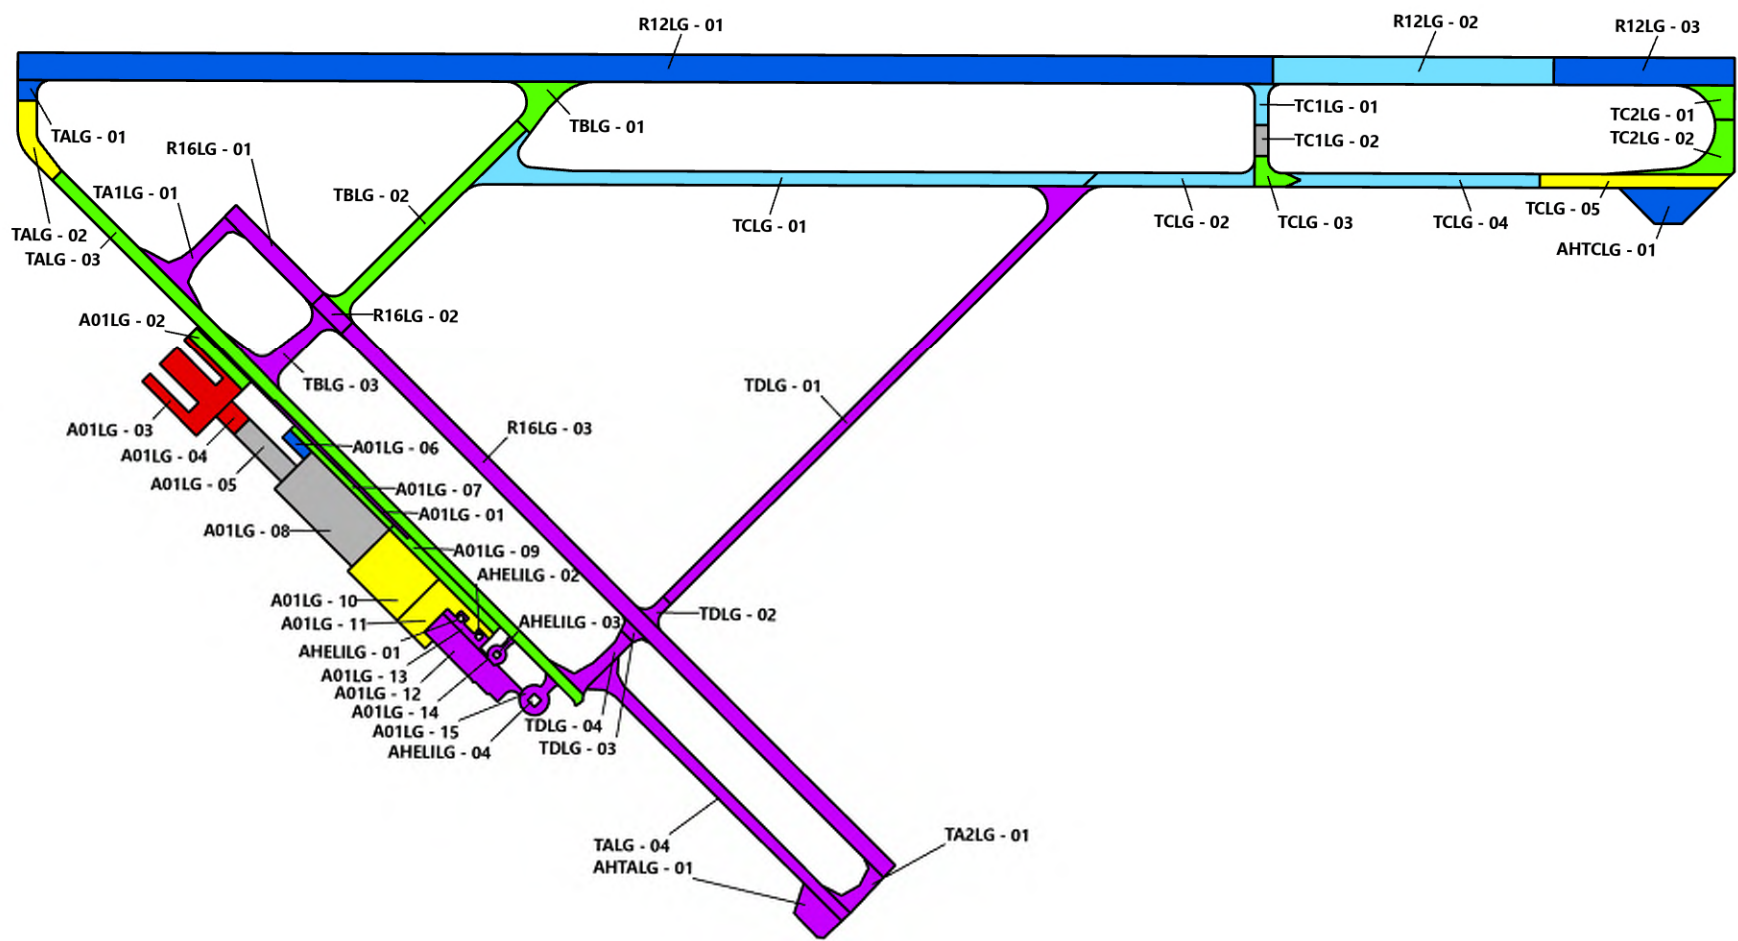 R12LG - 01
R12LG - 02
R12LG - 03
TALG - 01
TBLG - 01
TC1LG - 01
TC2LG - 01
TC1LG - 02
TC2LG - 02
R16LG - 01
TA1LG - 01
TBLG - 02
TCLG - 01
TCLG - 02
TCLG - 03
TCLG - 04
TCLG - 05
TALG - 02
TALG - 03
AHTCLG - 01
A01LG - 02
R16LG - 02
TBLG - 03
TDLG - 01
A01LG - 03
R16LG - 03
A01LG - 04
A01LG - 06
A01LG - 05
A01LG - 07
A01LG - 01
A01LG - 08
A01LG - 09
AHELILG - 02
A01LG - 10
A01LG - 11
AHELILG - 03
TDLG - 02
AHELILG - 01
A01LG - 13
A01LG - 12
A01LG - 14
A01LG - 15
TDLG - 04
AHELILG - 04
TDLG - 03
TALG - 04
TA2LG - 01
AHTALG - 01